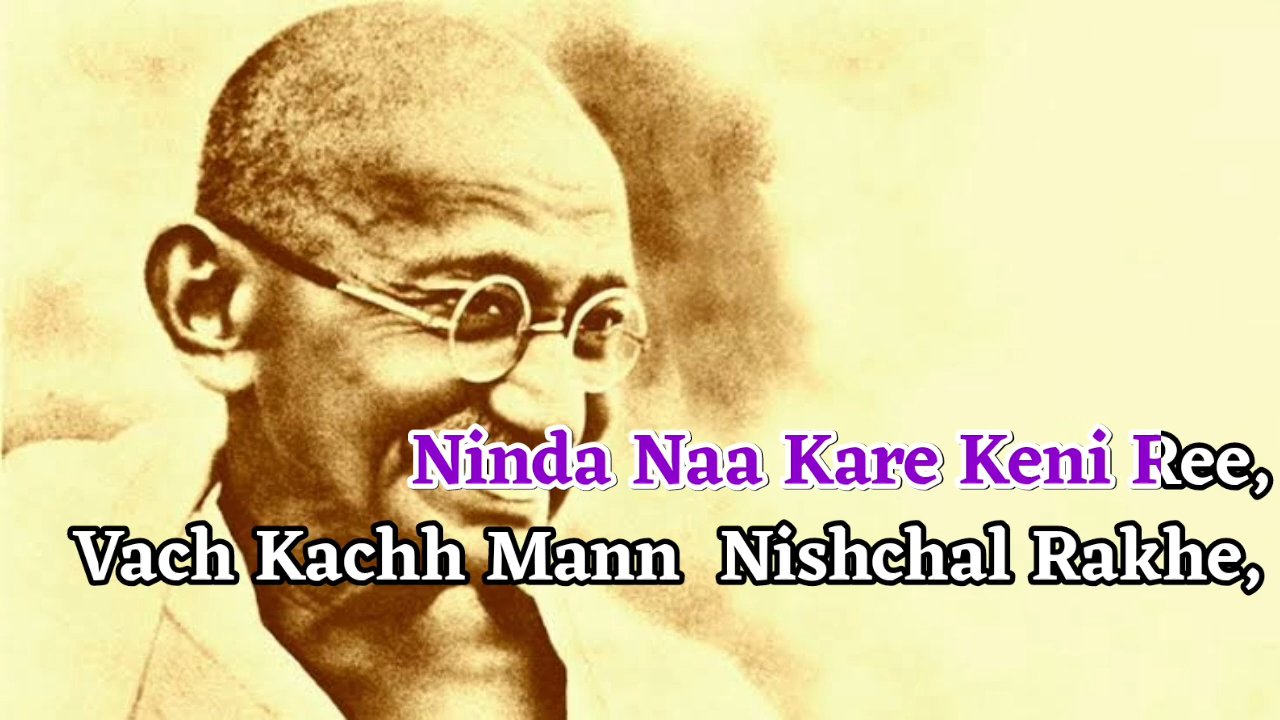 Ninda Naa Kare Keni Ree,
Vach Kachh Mann Nishchal Rakhe,